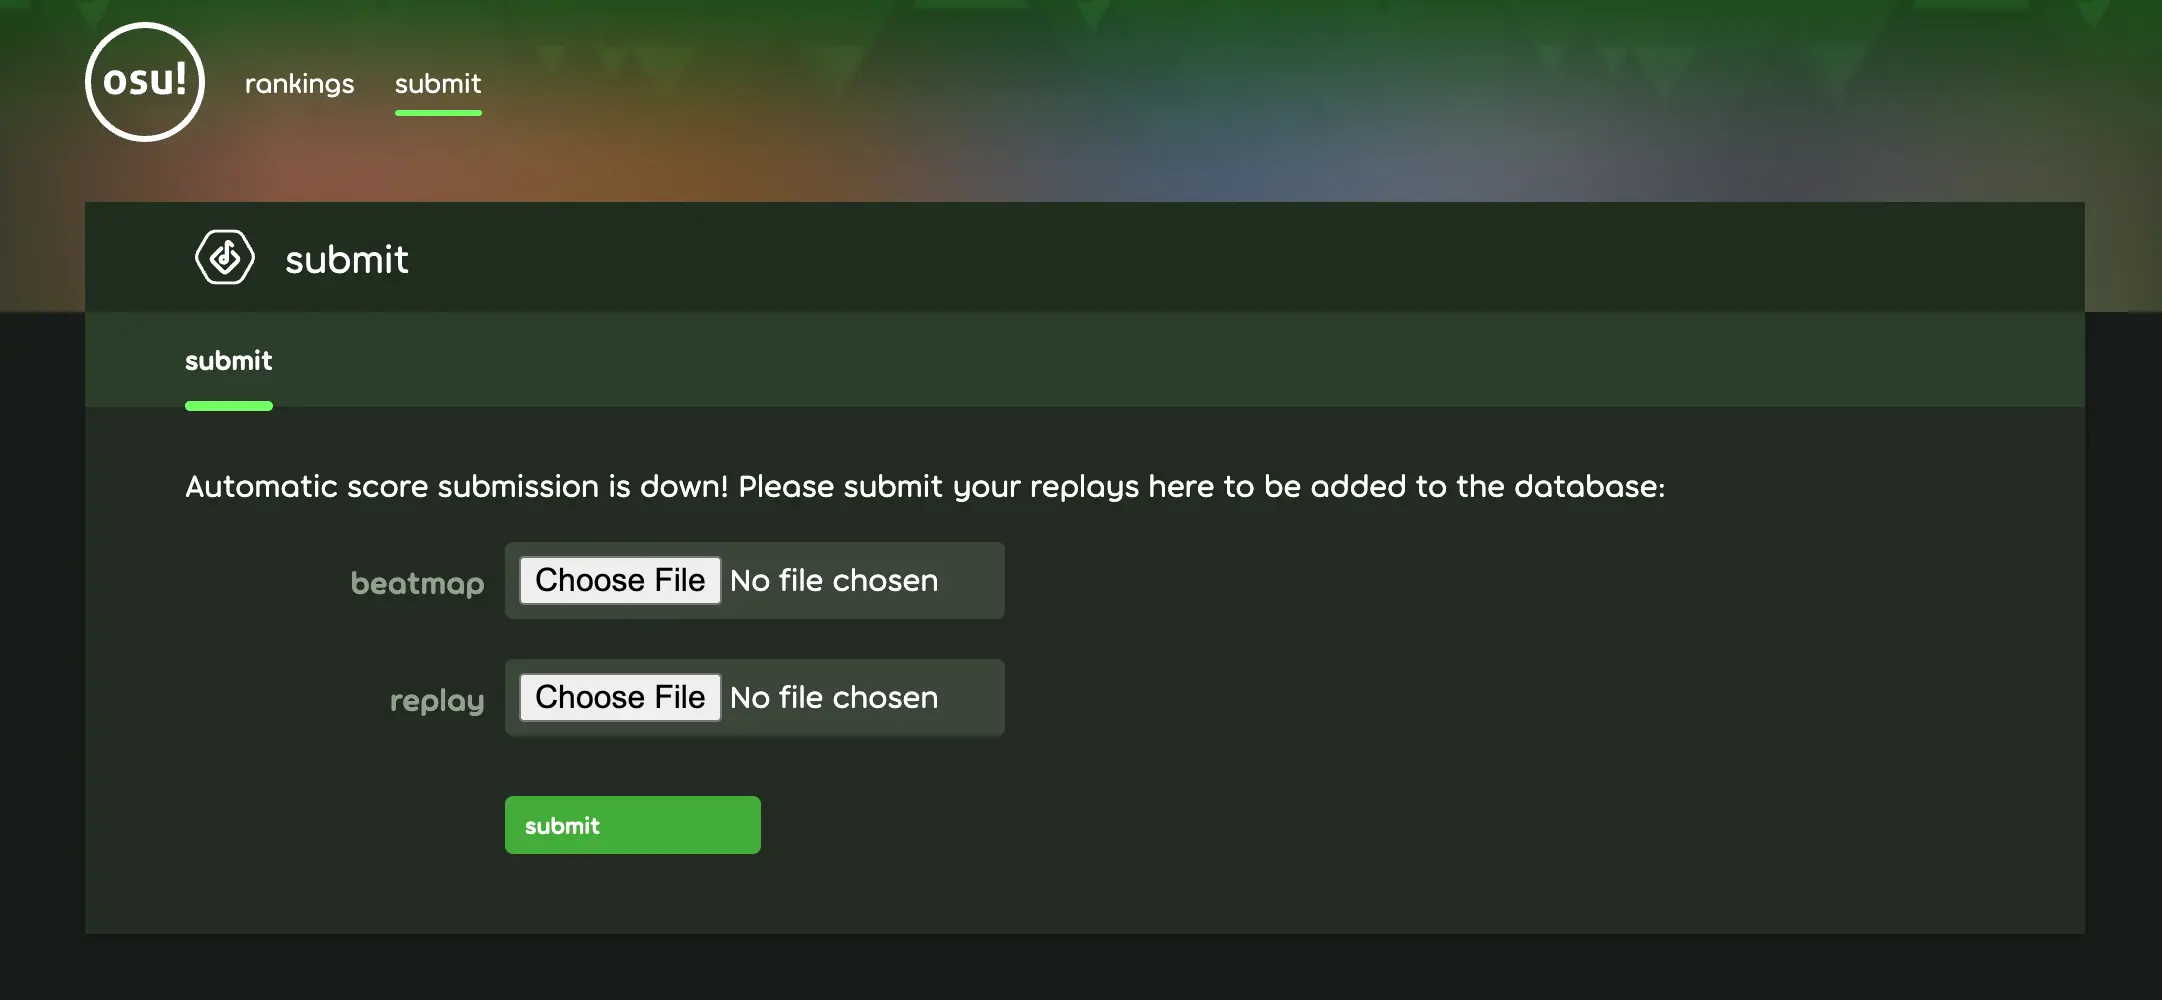 osu!
rankings
submit
submit
submit
Automatic score submission is down! Please submit your replays here to be added to the database:
beatmap
Choose File No file chosen
replay
Choose File No file chosen
submit